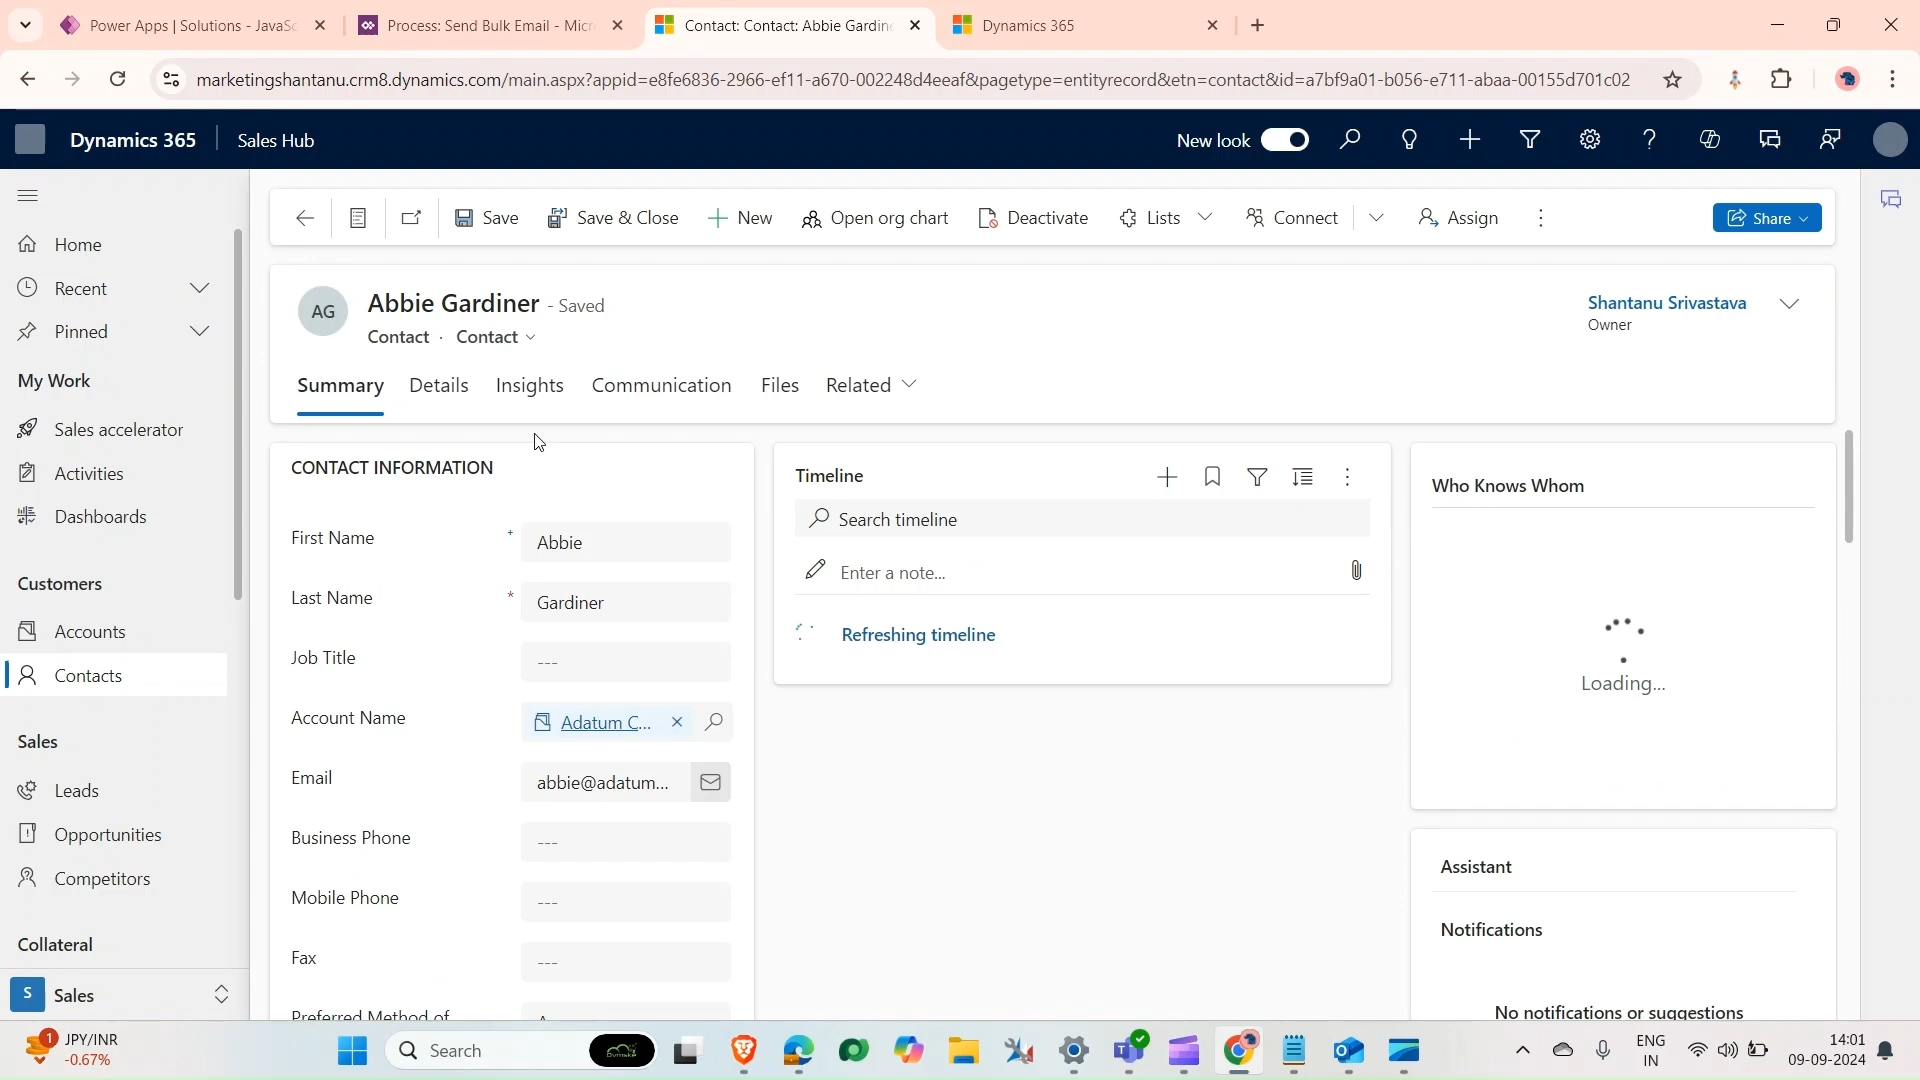 Power Apps | Solutions - JavaSc
Process: Send Bulk Email - Micr
Contact: Contact: Abbie Gardine
Dynamics 365
marketingshantanu.crm8.dynamics.com/main.aspx?appid=e8fe6836-2966-ef11-a670-002248d4eeaf&pagetype=entityrecord&etn=contact&id=a7bf9a01-b056-e711-abaa-00155d701c02
Dynamics 365
Sales Hub
New look
Home
Recent
Pinned
My Work
Sales accelerator
Activities
Dashboards
Customers
Accounts
Contacts
Sales
Leads
Opportunities
Competitors
Collateral
S
Sales
Save
Save & Close
New
Open org chart
Deactivate
Lists
Connect
Assign
Share
AG
Abbie Gardiner - Saved
Contact · Contact
Shantanu Srivastava
Owner
Summary
Details
Insights
Communication
Files
Related
CONTACT INFORMATION
First Name + Abbie
Last Name * Gardiner
Job Title ---
Account Name Adatum C...
Email abbie@adatum...
Business Phone ---
Mobile Phone ---
Fax ---
Preferred Method of
Timeline
Search timeline
Enter a note...
Refreshing timeline
Who Knows Whom
Loading...
Assistant
Notifications
No notifications or suggestions
1
JPY/INR
-0.67%
Search
ENG
IN
14:01
09-09-2024